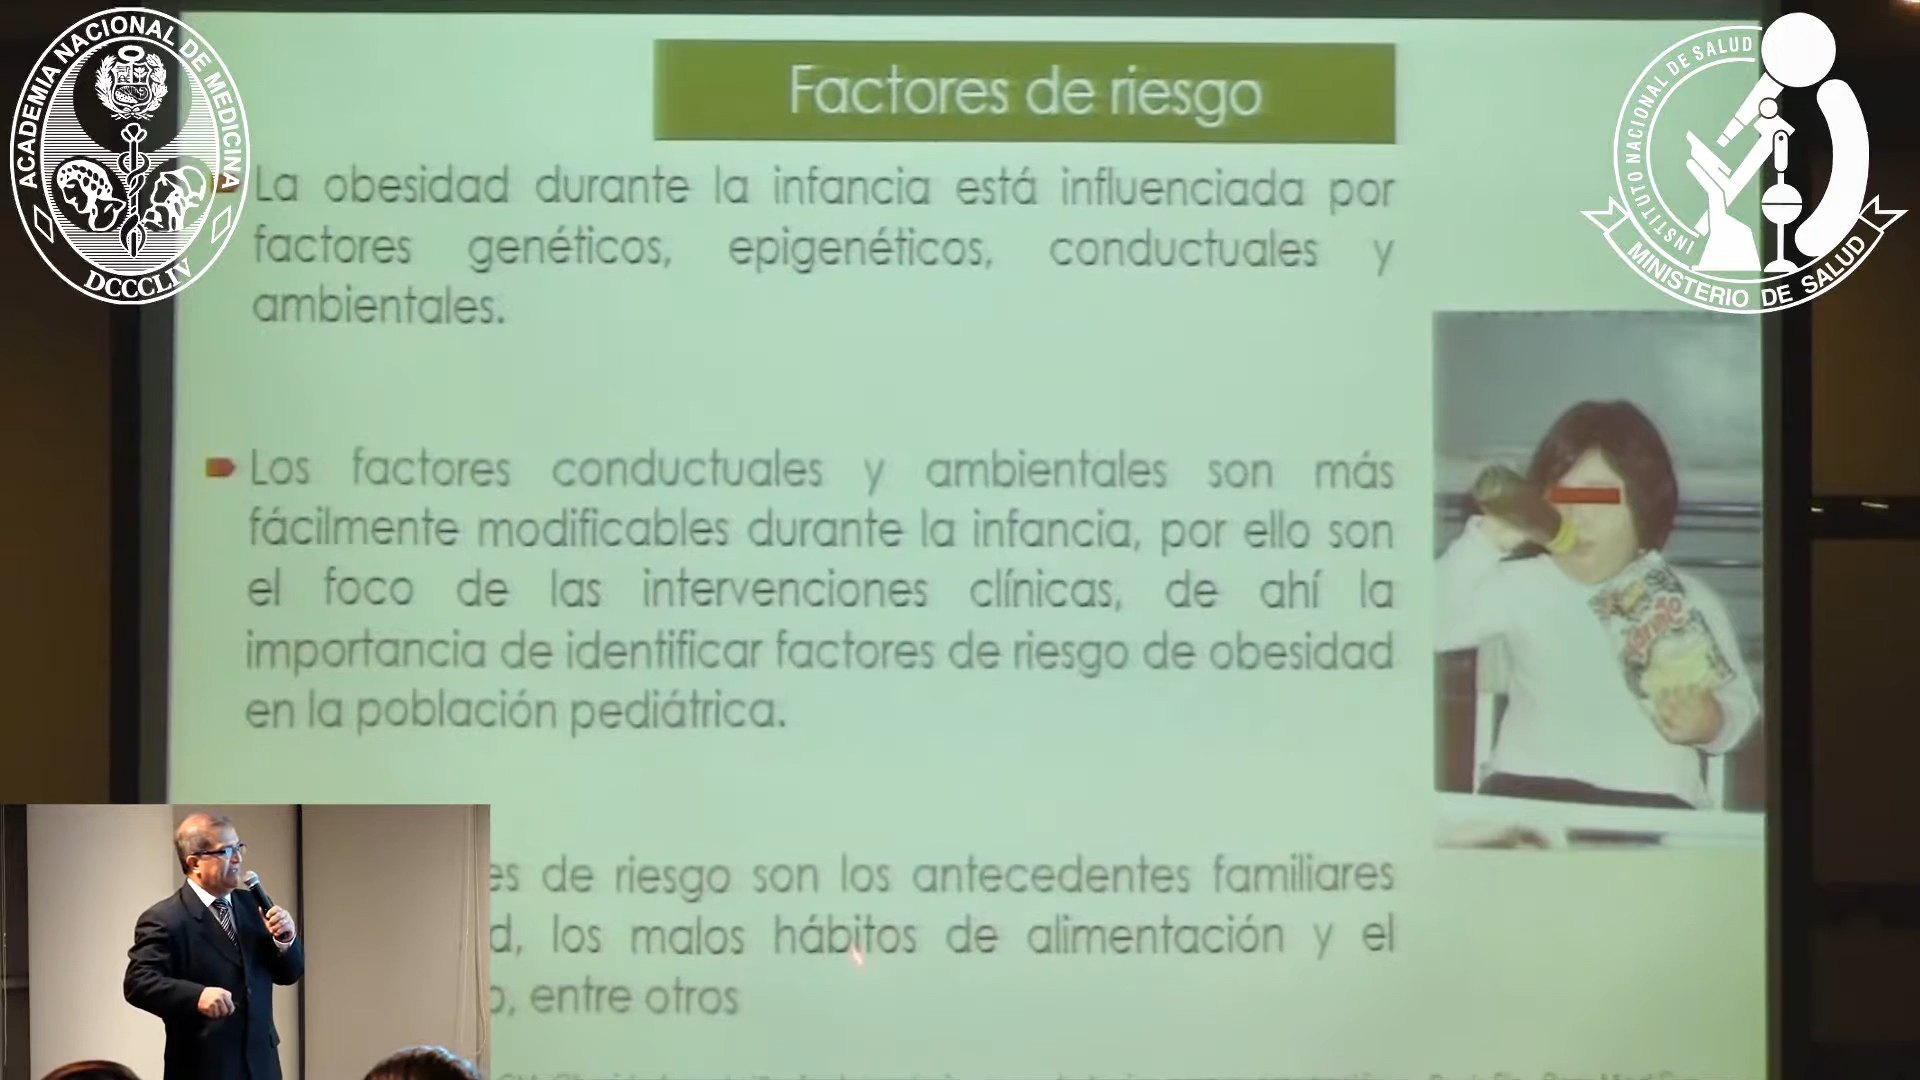 ACADEMIA NACIONAL DE MEDICINA
DCCCLIV
INSTITUTO NACIONAL DE SALUD
MINISTERIO DE SALUD
Factores de riesgo
La obesidad durante la infancia está influenciada por
factores genéticos, epigenéticos, conductuales y
ambientales.
Los factores conductuales y ambientales son más
fácilmente modificables durante la infancia, por ello son
el foco de las intervenciones clínicas, de ahí la
importancia de identificar factores de riesgo de obesidad
en la población pediátrica.
de riesgo son los antecedentes familiares
los malos hábitos de alimentación y el
entre otros